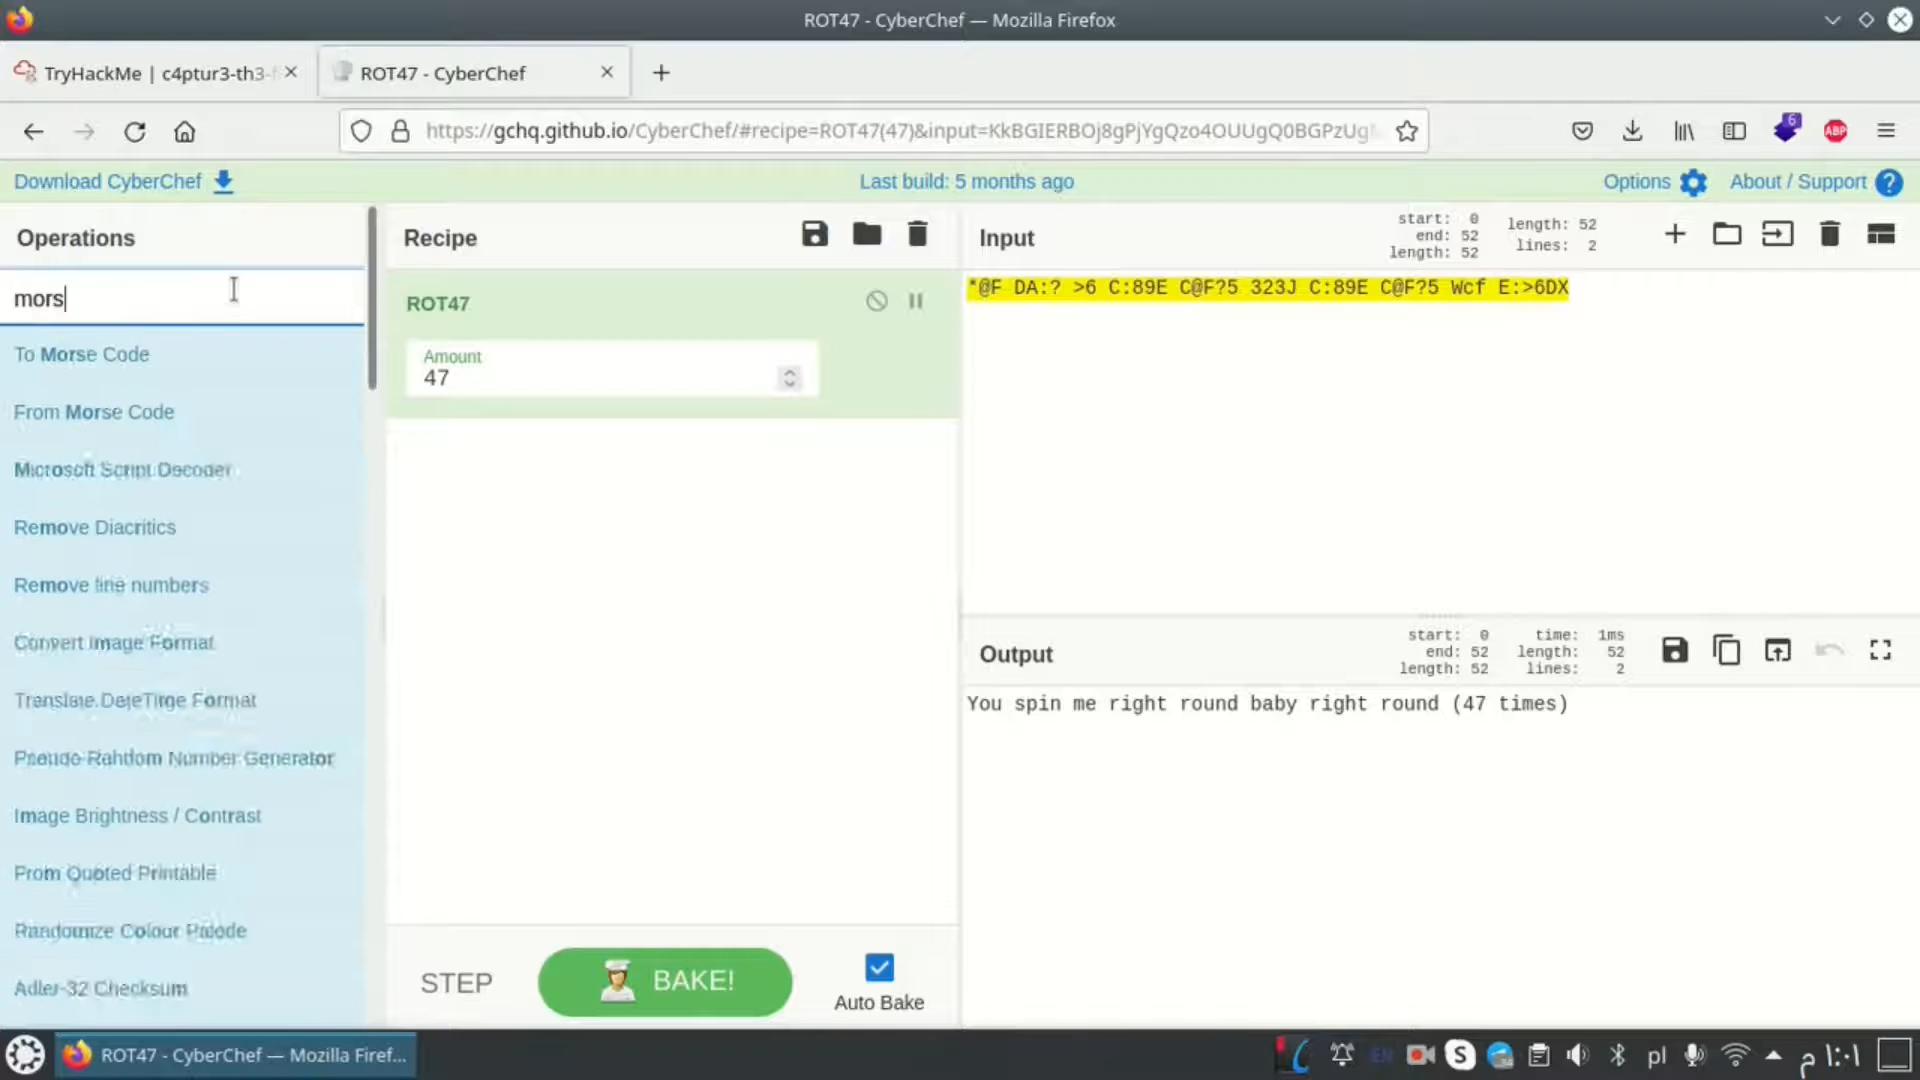 ROT47 - CyberChef — Mozilla Firefox
TryHackMe | c4ptur3-th3-
ROT47 - CyberChef
https://gchq.github.io/CyberChef/#recipe=ROT47(47)&input=KkBGIERBOj8gPjYgQzo4OUUgQ0BGPzUg
6
ABP
Download CyberChef
Last build: 5 months ago
Options
About / Support
Operations
Recipe
Input
start: 0
end: 52
length: 52
length: 52
lines: 2
mors
ROT47
Amount
47
*@F DA:? >6 C:89E C@F?5 323J C:89E C@F?5 Wcf E:>6DX
To Morse Code
From Morse Code
Microsoft Script Decoder
Remove Diacritics
Remove line numbers
Convert Image Format
Translate DateTime Format
Pseudo-Random Number Generator
Image Brightness / Contrast
From Quoted Printable
Randomize Colour Palette
Adler-32 Checksum
Output
start: 0
end: 52
length: 52
time: 1ms
length: 52
lines: 2
You spin me right round baby right round (47 times)
STEP
BAKE!
Auto Bake
ROT47 - CyberChef — Mozilla Firef...
EN
pl
١:٠١ م